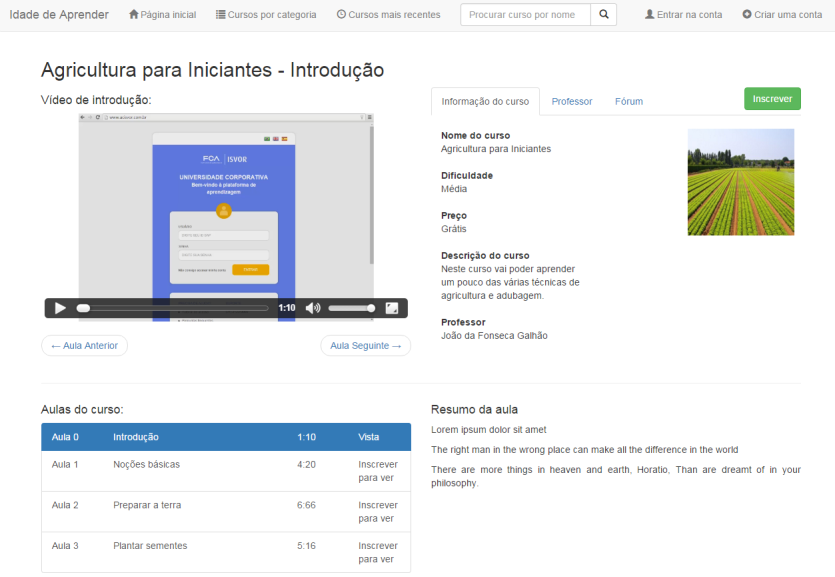 Idade de Aprender Página inicial Cursos por categoria Cursos mais recentes Procurar curso por nome Entrar na conta Criar uma conta
Agricultura para Iniciantes - Introdução
Vídeo de introdução:
FCA ISVOR
UNIVERSIDADE CORPORATIVA
Bem-vindo à plataforma de
aprendizagem
1:10
← Aula Anterior Aula Seguinte →
Informação do curso Professor Fórum Inscrever
Nome do curso
Agricultura para Iniciantes
Dificuldade
Média
Preço
Grátis
Descrição do curso
Neste curso vai poder aprender
um pouco das várias técnicas de
agricultura e adubagem.
Professor
João da Fonseca Galhão
Aulas do curso:
Aula 0 Introdução 1:10 Vista
Aula 1 Noções básicas 4:20 Inscrever
para ver
Aula 2 Preparar a terra 6:66 Inscrever
para ver
Aula 3 Plantar sementes 5:16 Inscrever
para ver
Resumo da aula
Lorem ipsum dolor sit amet
The right man in the wrong place can make all the difference in the world
There are more things in heaven and earth, Horatio, Than are dreamt of in your
philosophy.